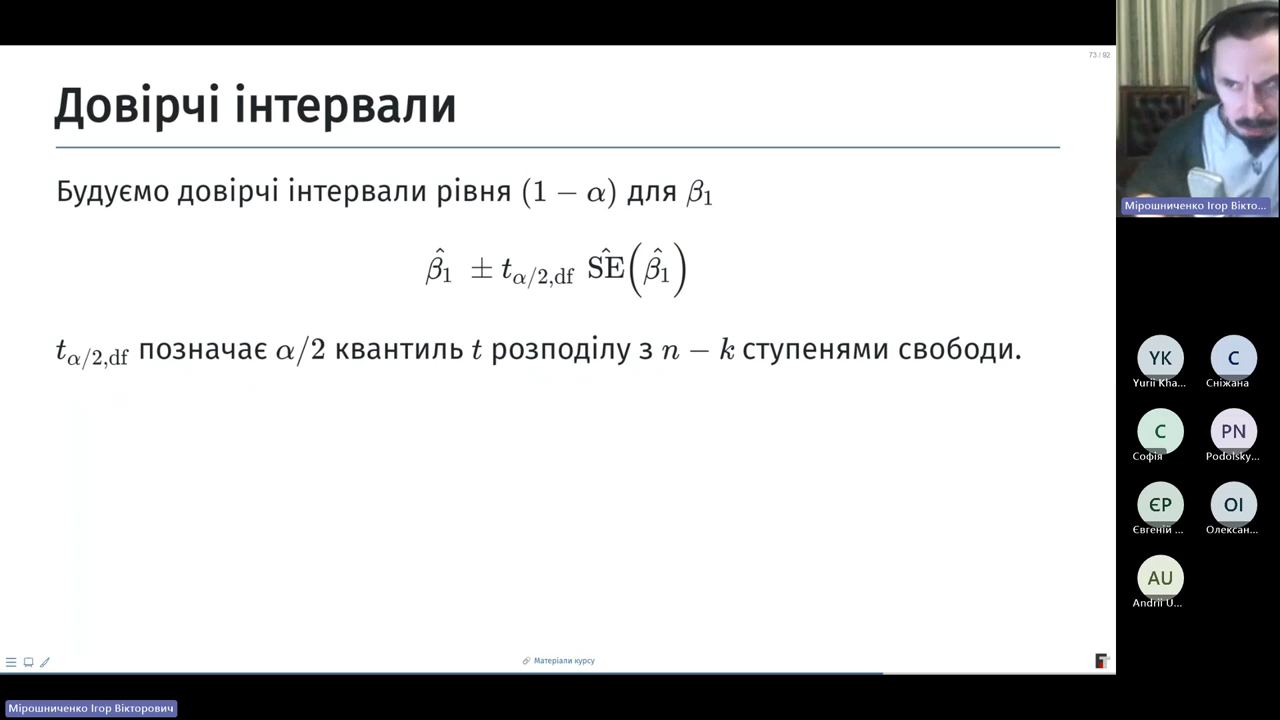 73 / 92
Довірчі інтервали
Будуємо довірчі інтервали рівня (1 − α) для β₁
β̂₁ ± t_{α/2,df} ŜE(β̂₁)
t_{α/2,df} позначає α/2 квантиль t розподілу з n − k ступенями свободи.
Матеріали курсу
Мірошниченко Ігор Вікто...
YK
C
Yurii Kha...
Сніжана
С
PN
Софія
Podolsky...
ЄР
OI
Євгеній ...
Олексан...
AU
Andrii U...
Мірошниченко Ігор Вікторович